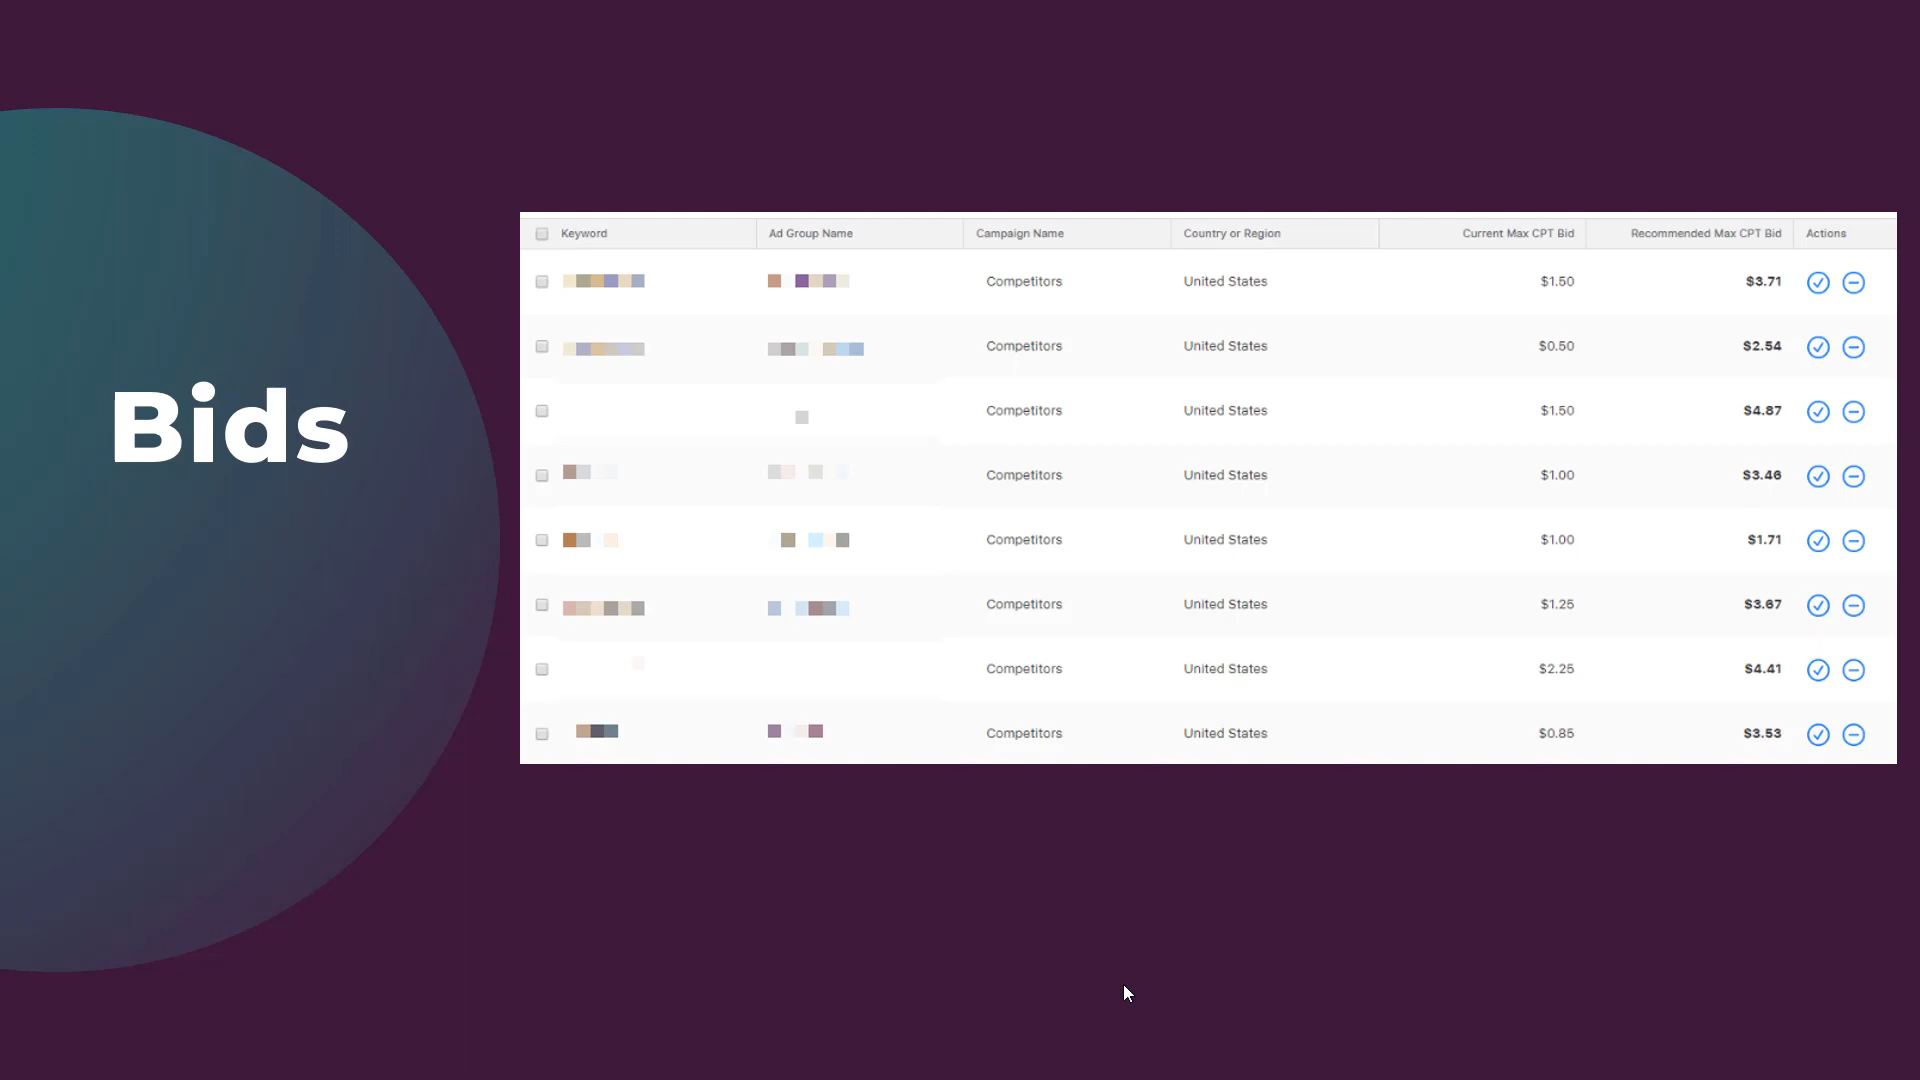 Bids
Keyword Ad Group Name Campaign Name Country or Region Current Max CPT Bid Recommended Max CPT Bid Actions
Competitors United States $1.50 $3.71
Competitors United States $0.50 $2.54
Competitors United States $1.50 $4.87
Competitors United States $1.00 $3.46
Competitors United States $1.00 $1.71
Competitors United States $1.25 $3.67
Competitors United States $2.25 $4.41
Competitors United States $0.85 $3.53